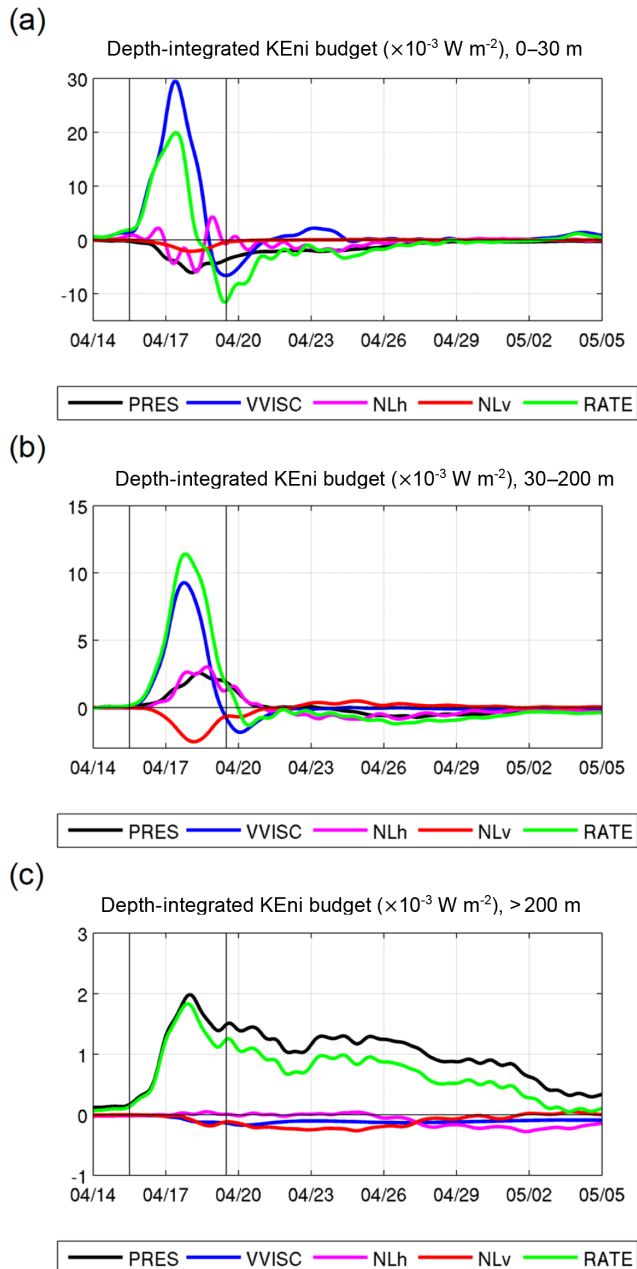 (a)
Depth-integrated KEni budget (×10-3 W m-2), 0–30 m
30
20
10
0
-10
04/14 04/17 04/20 04/23 04/26 04/29 05/02 05/05
PRES VVISC NLh NLv RATE
(b)
Depth-integrated KEni budget (×10-3 W m-2), 30–200 m
15
10
5
0
04/14 04/17 04/20 04/23 04/26 04/29 05/02 05/05
PRES VVISC NLh NLv RATE
(c)
Depth-integrated KEni budget (×10-3 W m-2), >200 m
3
2
1
0
-1
04/14 04/17 04/20 04/23 04/26 04/29 05/02 05/05
PRES VVISC NLh NLv RATE